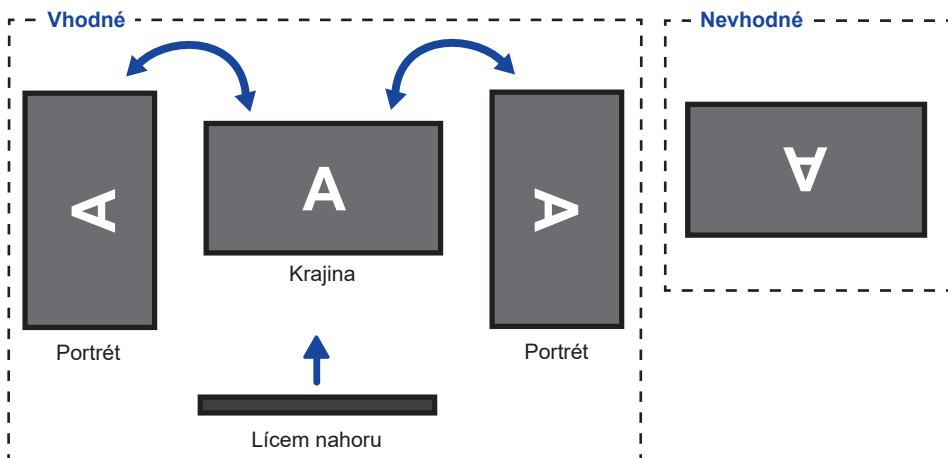 Vhodné
Nevhodné
A
A
A
A
Krajina
Portrét
Portrét
Lícem nahoru